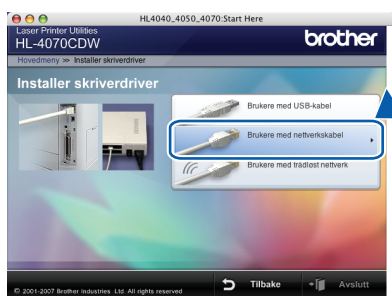 HL4040_4050_4070:Start Here
Laser Printer Utilities
HL-4070CDW
brother
Hovedmeny >> Installer skriverdriver
Installer skriverdriver
Brukere med USB-kabel
Brukere med nettverkskabel
Brukere med trådløst nettverk
© 2001-2007 Brother Industries Ltd All rights reserved
Tilbake
Avslutt